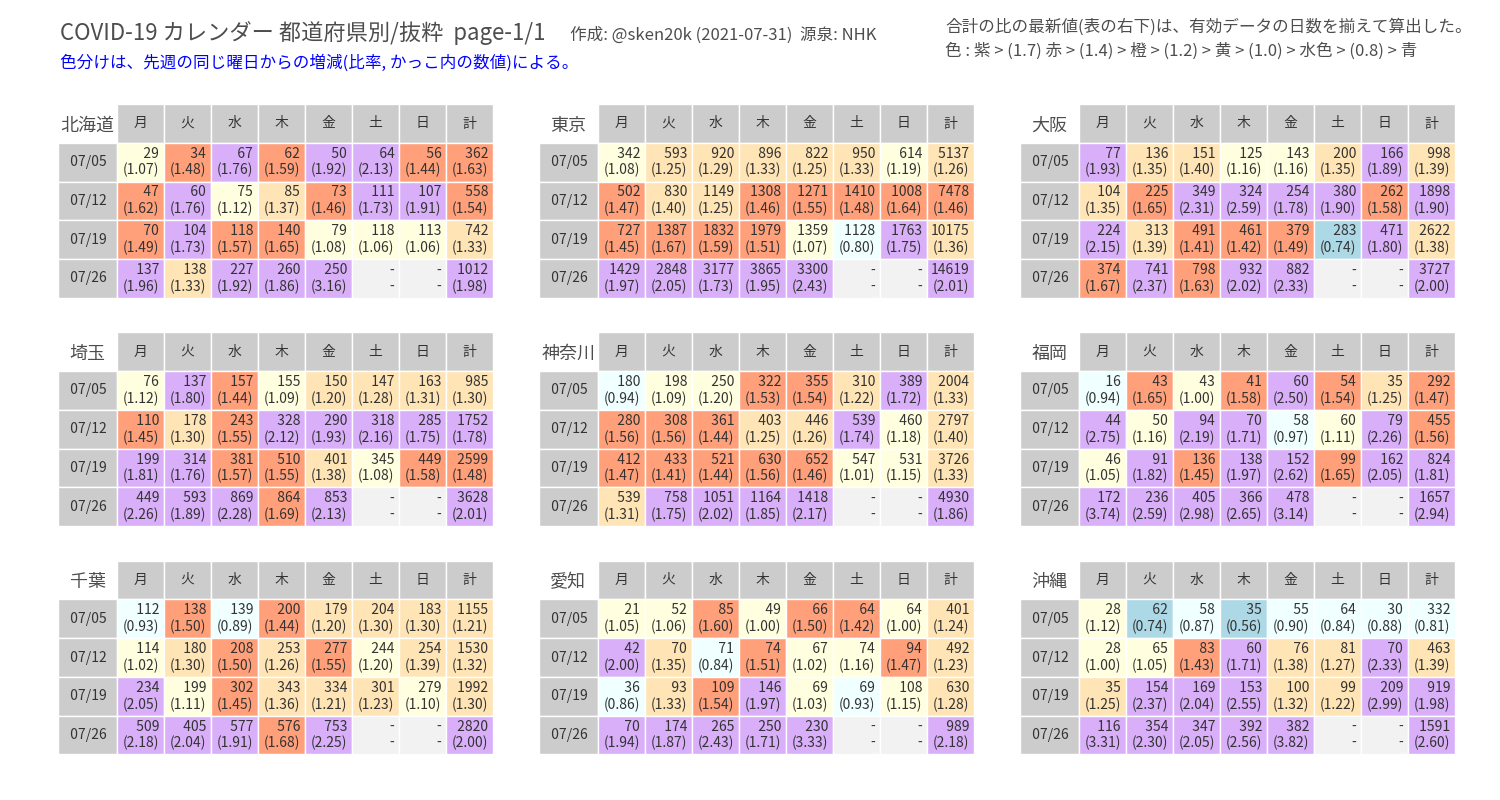 COVID-19 カレンダー 都道府県別/抜粋 page-1/1 作成: @sken20k (2021-07-31) 源泉: NHK
色分けは、先週の同じ曜日からの増減(比率, かっこ内の数値)による。
合計の比の最新値(表の右下)は、有効データの日数を揃えて算出した。
色 : 紫 > (1.7) 赤 > (1.4) > 橙 > (1.2) > 黄 > (1.0) > 水色 > (0.8) > 青
北海道 月 火 水 木 金 土 日 計
07/05 29 34 67 62 50 64 56 362
(1.07) (1.48) (1.76) (1.59) (1.92) (2.13) (1.44) (1.63)
07/12 47 60 75 85 73 111 107 558
(1.62) (1.76) (1.12) (1.37) (1.46) (1.73) (1.91) (1.54)
07/19 70 104 118 140 79 118 113 742
(1.49) (1.73) (1.57) (1.65) (1.08) (1.06) (1.06) (1.33)
07/26 137 138 227 260 250 - - 1012
(1.96) (1.33) (1.92) (1.86) (3.16) - - (1.98)
東京 月 火 水 木 金 土 日 計
07/05 342 593 920 896 822 950 614 5137
(1.08) (1.25) (1.29) (1.33) (1.25) (1.33) (1.19) (1.26)
07/12 502 830 1149 1308 1271 1410 1008 7478
(1.47) (1.40) (1.25) (1.46) (1.55) (1.48) (1.64) (1.46)
07/19 727 1387 1832 1979 1359 1128 1763 10175
(1.45) (1.67) (1.59) (1.51) (1.07) (0.80) (1.75) (1.36)
07/26 1429 2848 3177 3865 3300 - - 14619
(1.97) (2.05) (1.73) (1.95) (2.43) - - (2.01)
大阪 月 火 水 木 金 土 日 計
07/05 77 136 151 125 143 200 166 998
(1.93) (1.35) (1.40) (1.16) (1.16) (1.35) (1.89) (1.39)
07/12 104 225 349 324 254 380 262 1898
(1.35) (1.65) (2.31) (2.59) (1.78) (1.90) (1.58) (1.90)
07/19 224 313 491 461 379 283 471 2622
(2.15) (1.39) (1.41) (1.42) (1.49) (0.74) (1.80) (1.38)
07/26 374 741 798 932 882 - - 3727
(1.67) (2.37) (1.63) (2.02) (2.33) - - (2.00)
埼玉 月 火 水 木 金 土 日 計
07/05 76 137 157 155 150 147 163 985
(1.12) (1.80) (1.44) (1.09) (1.20) (1.28) (1.31) (1.30)
07/12 110 178 243 328 290 318 285 1752
(1.45) (1.30) (1.55) (2.12) (1.93) (2.16) (1.75) (1.78)
07/19 199 314 381 510 401 345 449 2599
(1.81) (1.76) (1.57) (1.55) (1.38) (1.08) (1.58) (1.48)
07/26 449 593 869 864 853 - - 3628
(2.26) (1.89) (2.28) (1.69) (2.13) - - (2.01)
神奈川 月 火 水 木 金 土 日 計
07/05 180 198 250 322 355 310 389 2004
(0.94) (1.09) (1.20) (1.53) (1.54) (1.22) (1.72) (1.33)
07/12 280 308 361 403 446 539 460 2797
(1.56) (1.56) (1.44) (1.25) (1.26) (1.74) (1.18) (1.40)
07/19 412 433 521 630 652 547 531 3726
(1.47) (1.41) (1.44) (1.56) (1.46) (1.01) (1.15) (1.33)
07/26 539 758 1051 1164 1418 - - 4930
(1.31) (1.75) (2.02) (1.85) (2.17) - - (1.86)
福岡 月 火 水 木 金 土 日 計
07/05 16 43 43 41 60 54 35 292
(0.94) (1.65) (1.00) (1.58) (2.50) (1.54) (1.25) (1.47)
07/12 44 50 94 70 58 60 79 455
(2.75) (1.16) (2.19) (1.71) (0.97) (1.11) (2.26) (1.56)
07/19 46 91 136 138 152 99 162 824
(1.05) (1.82) (1.45) (1.97) (2.62) (1.65) (2.05) (1.81)
07/26 172 236 405 366 478 - - 1657
(3.74) (2.59) (2.98) (2.65) (3.14) - - (2.94)
千葉 月 火 水 木 金 土 日 計
07/05 112 138 139 200 179 204 183 1155
(0.93) (1.50) (0.89) (1.44) (1.20) (1.30) (1.30) (1.21)
07/12 114 180 208 253 277 244 254 1530
(1.02) (1.30) (1.50) (1.26) (1.55) (1.20) (1.39) (1.32)
07/19 234 199 302 343 334 301 279 1992
(2.05) (1.11) (1.45) (1.36) (1.21) (1.23) (1.10) (1.30)
07/26 509 405 577 576 753 - - 2820
(2.18) (2.04) (1.91) (1.68) (2.25) - - (2.00)
愛知 月 火 水 木 金 土 日 計
07/05 21 52 85 49 66 64 64 401
(1.05) (1.06) (1.60) (1.00) (1.50) (1.42) (1.00) (1.24)
07/12 42 70 71 74 67 74 94 492
(2.00) (1.35) (0.84) (1.51) (1.02) (1.16) (1.47) (1.23)
07/19 36 93 109 146 69 69 108 630
(0.86) (1.33) (1.54) (1.97) (1.03) (0.93) (1.15) (1.28)
07/26 70 174 265 250 230 - - 989
(1.94) (1.87) (2.43) (1.71) (3.33) - - (2.18)
沖縄 月 火 水 木 金 土 日 計
07/05 28 62 58 35 55 64 30 332
(1.12) (0.74) (0.87) (0.56) (0.90) (0.84) (0.88) (0.81)
07/12 28 65 83 60 76 81 70 463
(1.00) (1.05) (1.43) (1.71) (1.38) (1.27) (2.33) (1.39)
07/19 35 154 169 153 100 99 209 919
(1.25) (2.37) (2.04) (2.55) (1.32) (1.22) (2.99) (1.98)
07/26 116 354 347 392 382 - - 1591
(3.31) (2.30) (2.05) (2.56) (3.82) - - (2.60)